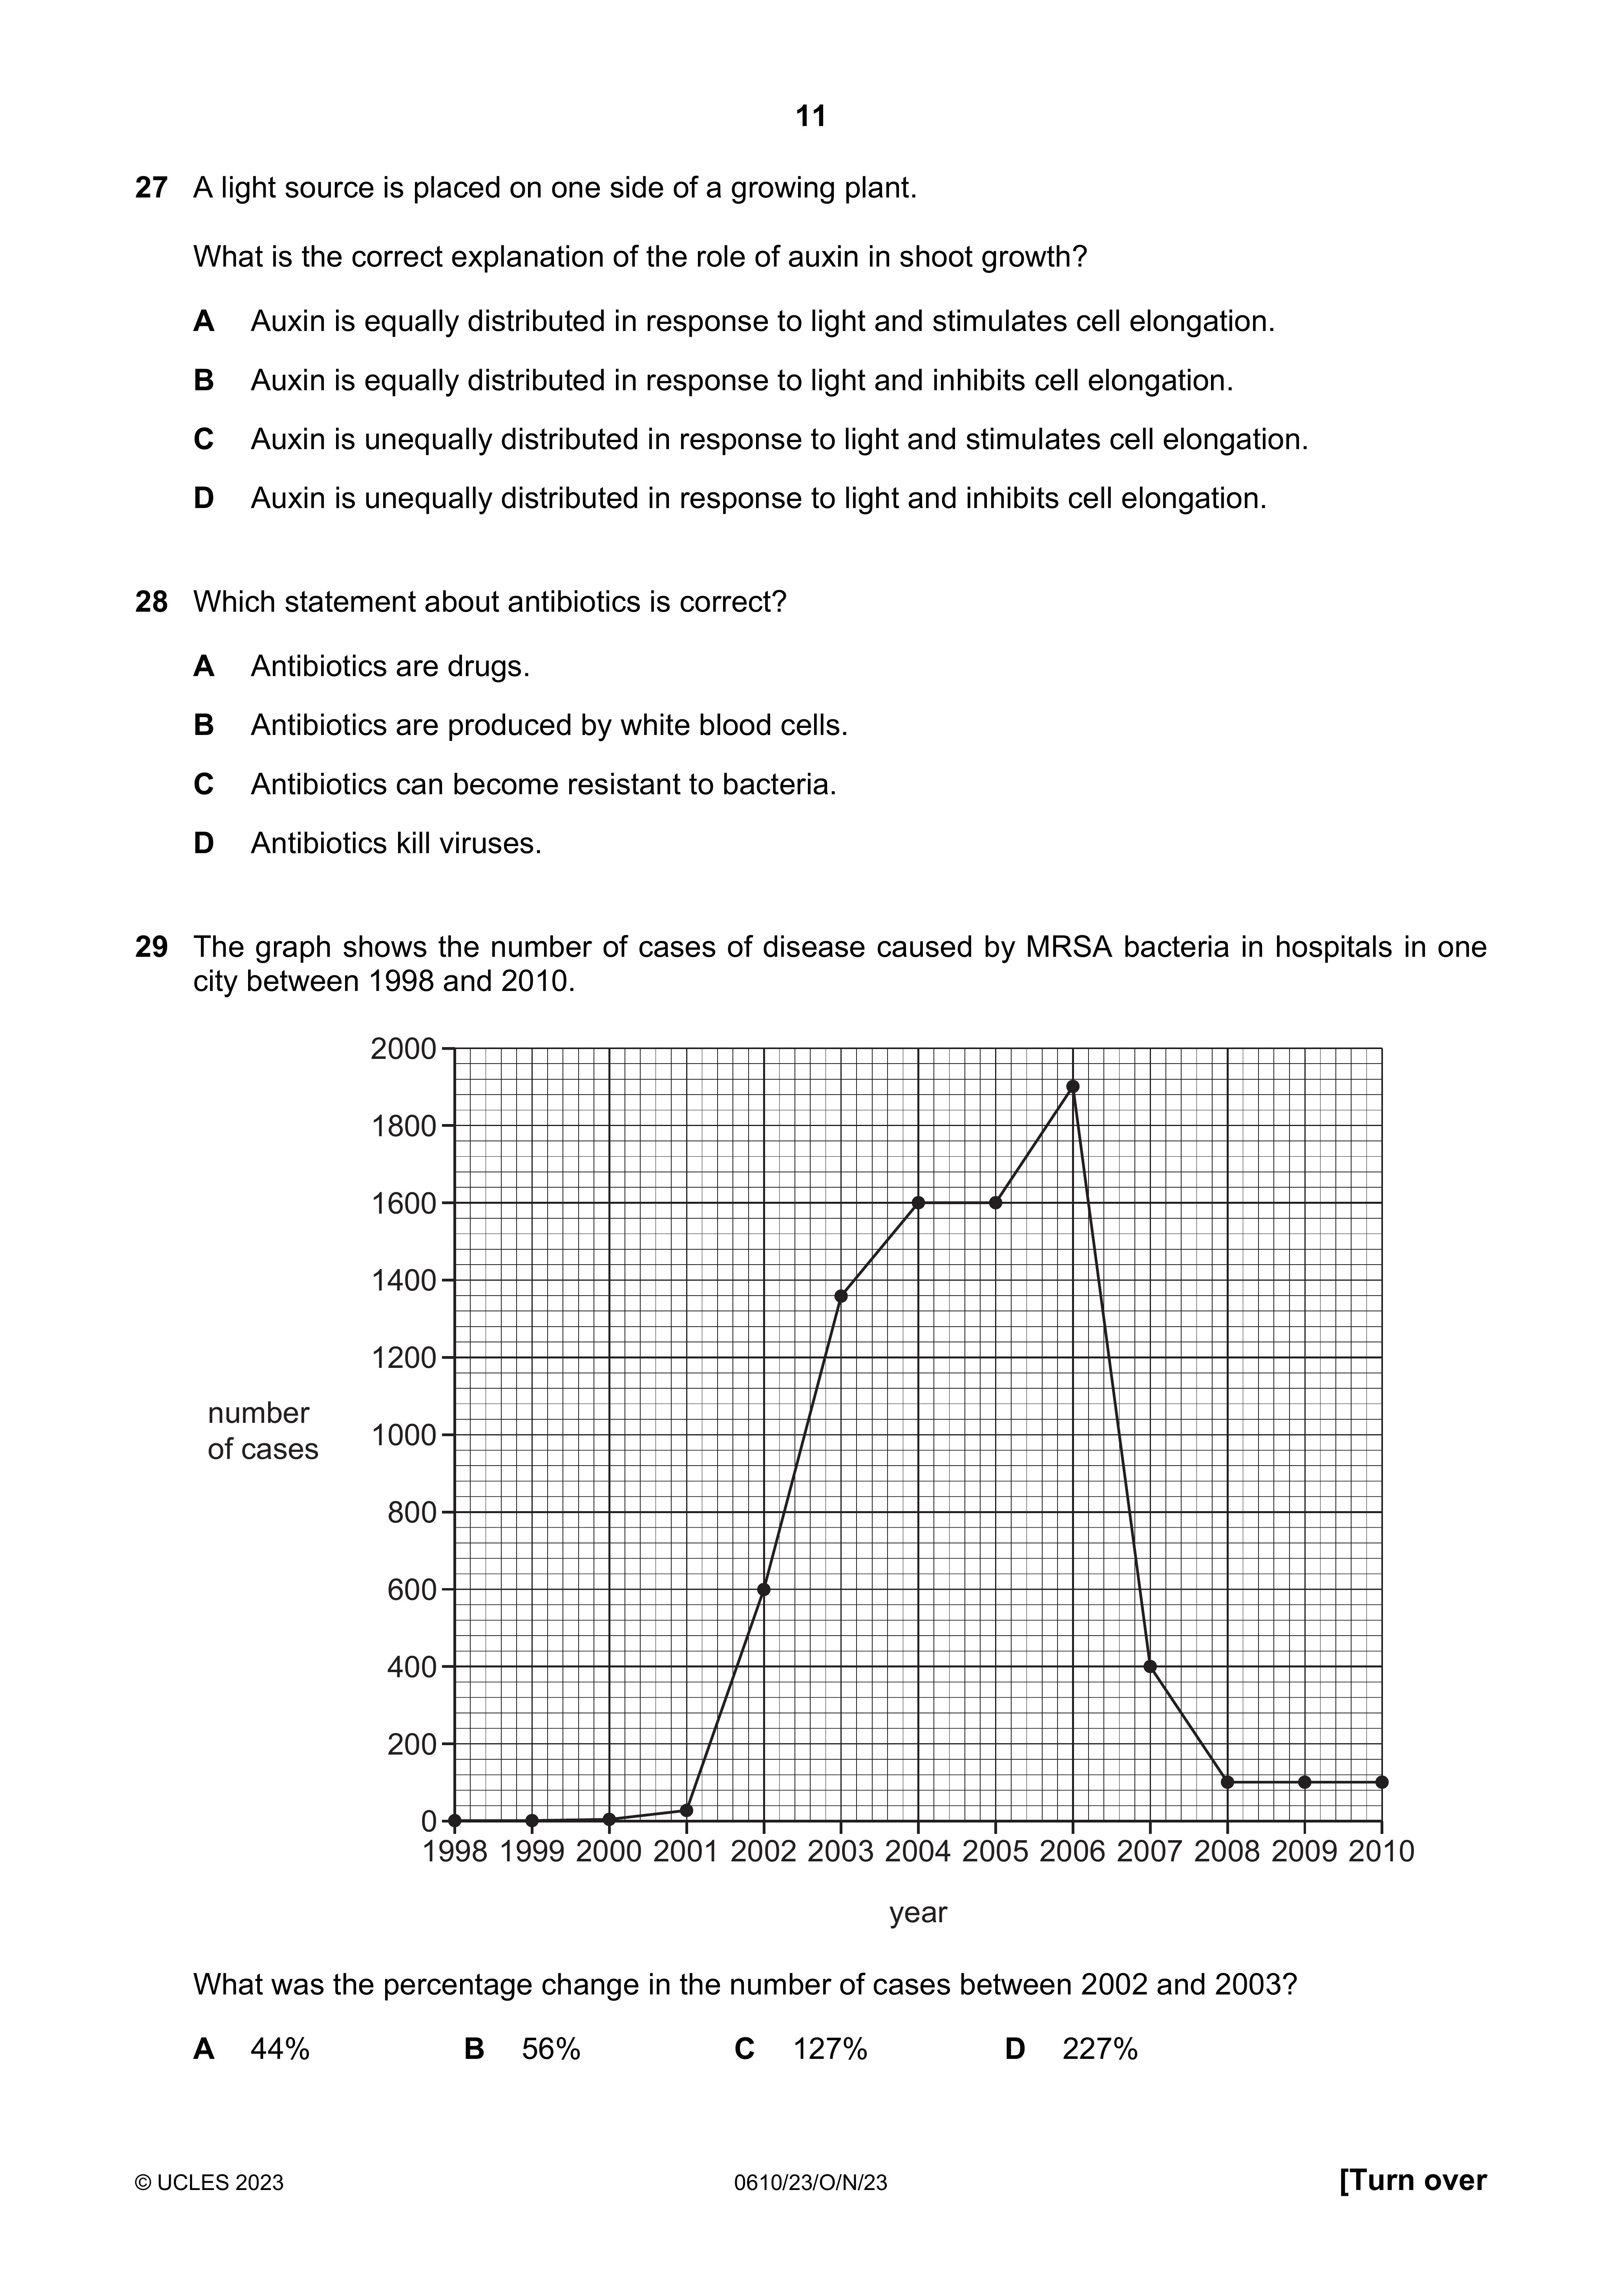 11
27 A light source is placed on one side of a growing plant.
What is the correct explanation of the role of auxin in shoot growth?
A Auxin is equally distributed in response to light and stimulates cell elongation.
B Auxin is equally distributed in response to light and inhibits cell elongation.
C Auxin is unequally distributed in response to light and stimulates cell elongation.
D Auxin is unequally distributed in response to light and inhibits cell elongation.
28 Which statement about antibiotics is correct?
A Antibiotics are drugs.
B Antibiotics are produced by white blood cells.
C Antibiotics can become resistant to bacteria.
D Antibiotics kill viruses.
29 The graph shows the number of cases of disease caused by MRSA bacteria in hospitals in one
city between 1998 and 2010.
2000
1800
1600
1400
1200
number
of cases
1000
800
600
400
200
0
1998 1999 2000 2001 2002 2003 2004 2005 2006 2007 2008 2009 2010
year
What was the percentage change in the number of cases between 2002 and 2003?
A 44% B 56% C 127% D 227%
© UCLES 2023 0610/23/O/N/23 [Turn over